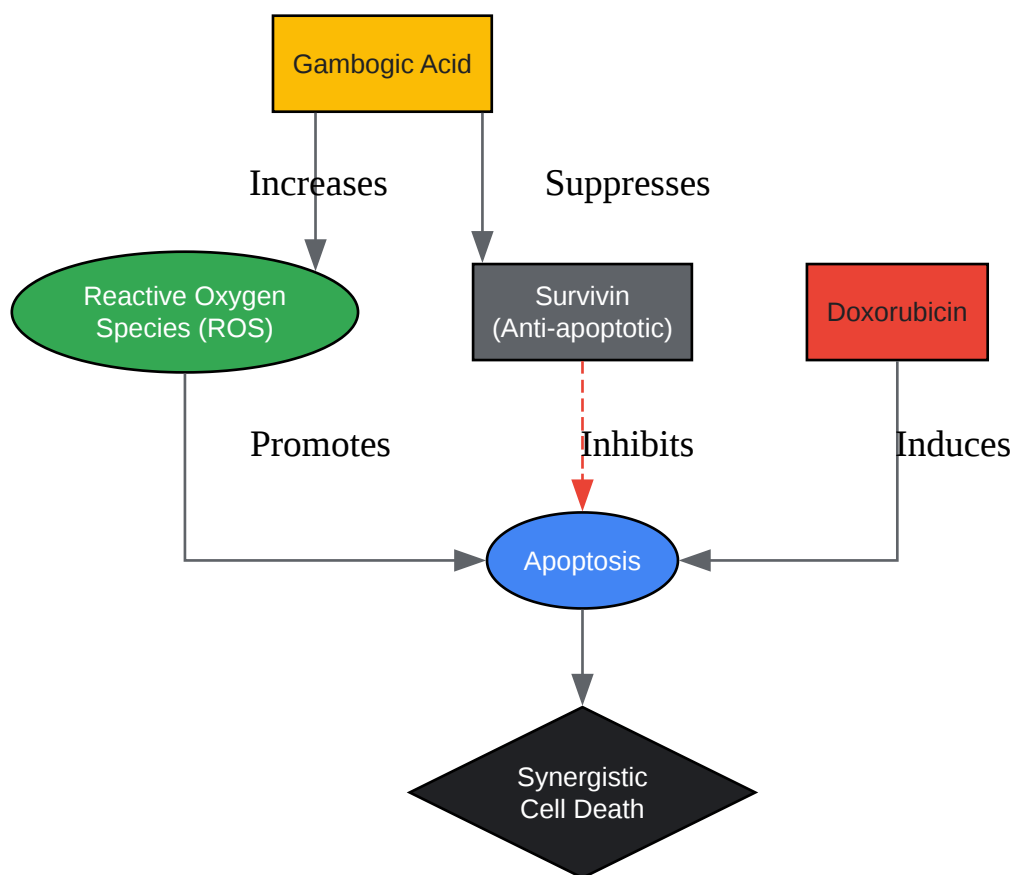 Gambogic Acid
Increases
Suppresses
Reactive Oxygen
Species (ROS)
Survivin
(Anti-apoptotic)
Doxorubicin
Promotes
Inhibits
Induces
Apoptosis
Synergistic
Cell Death